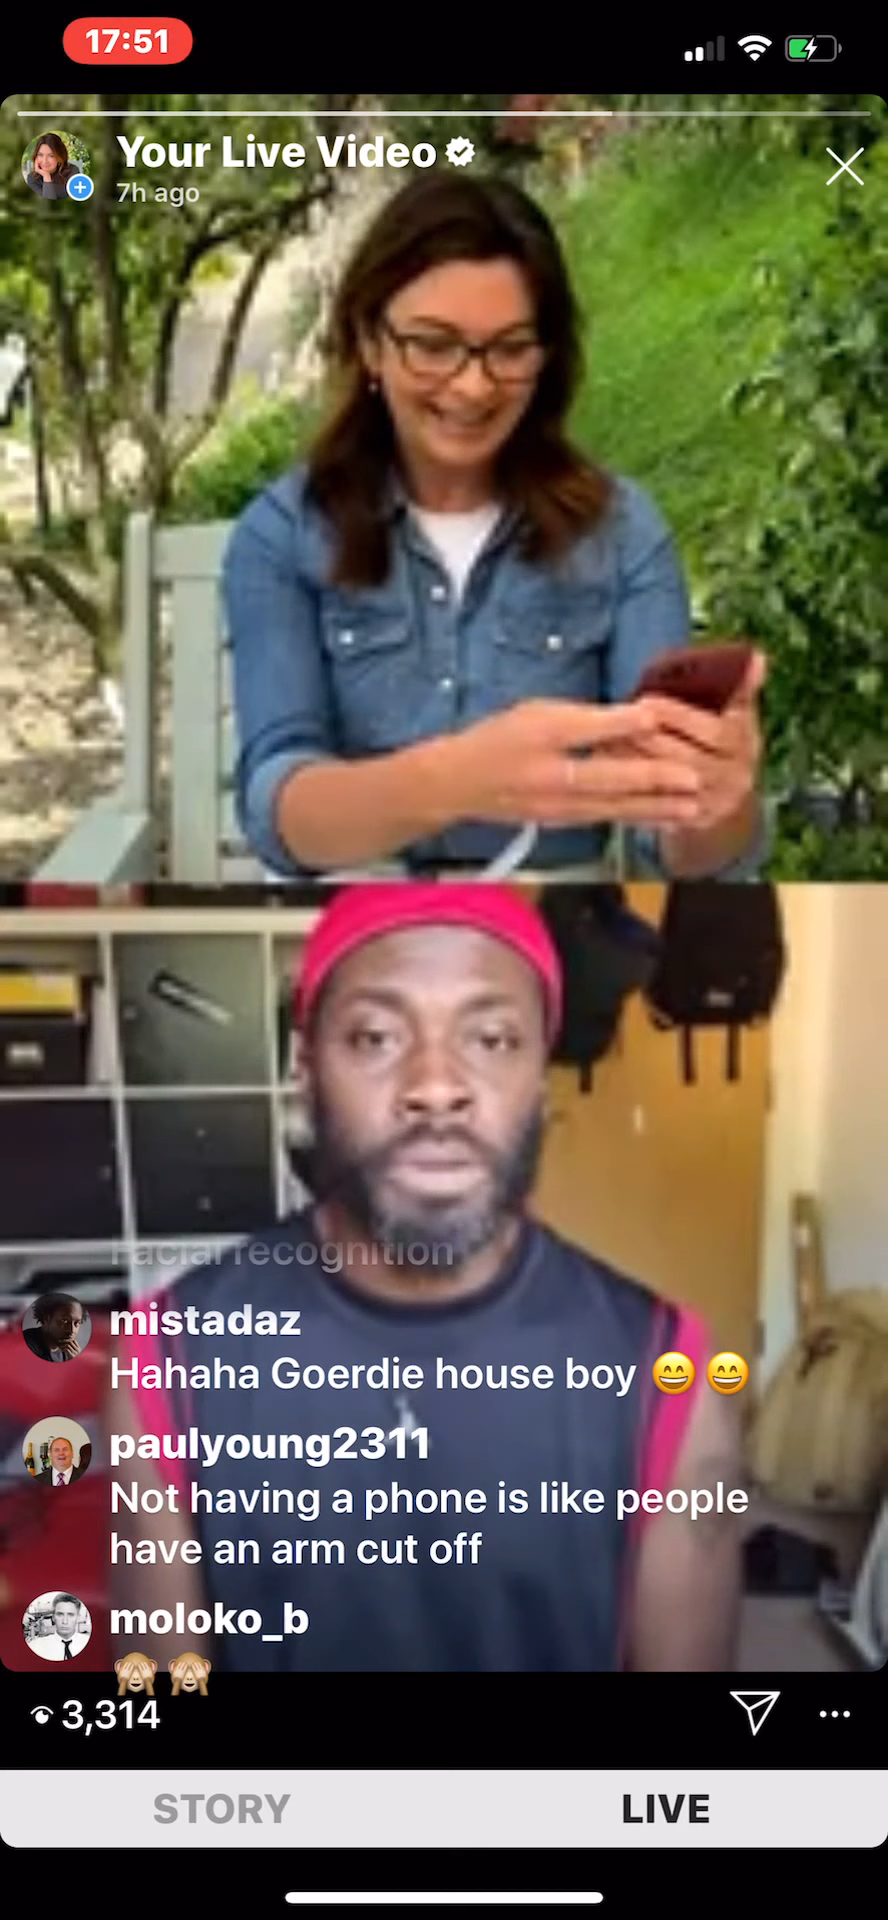 17:51
Your Live Video
7h ago
Facial recognition
mistadaz
Hahaha Goerdie house boy 😄😄
paulyoung2311
Not having a phone is like people
have an arm cut off
moloko_b
🙈🙈
3,314
STORY
LIVE